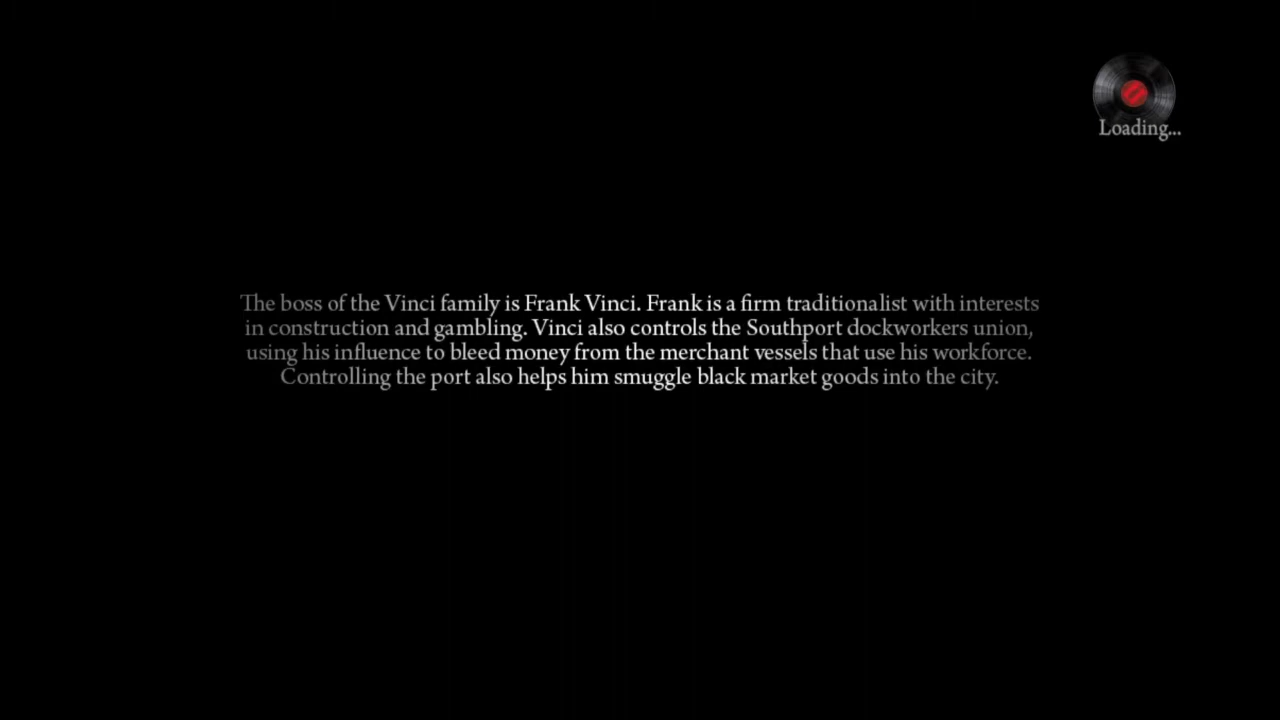 Loading...
The boss of the Vinci family is Frank Vinci. Frank is a firm traditionalist with interests
in construction and gambling. Vinci also controls the Southport dockworkers union,
using his influence to bleed money from the merchant vessels that use his workforce.
Controlling the port also helps him smuggle black market goods into the city.